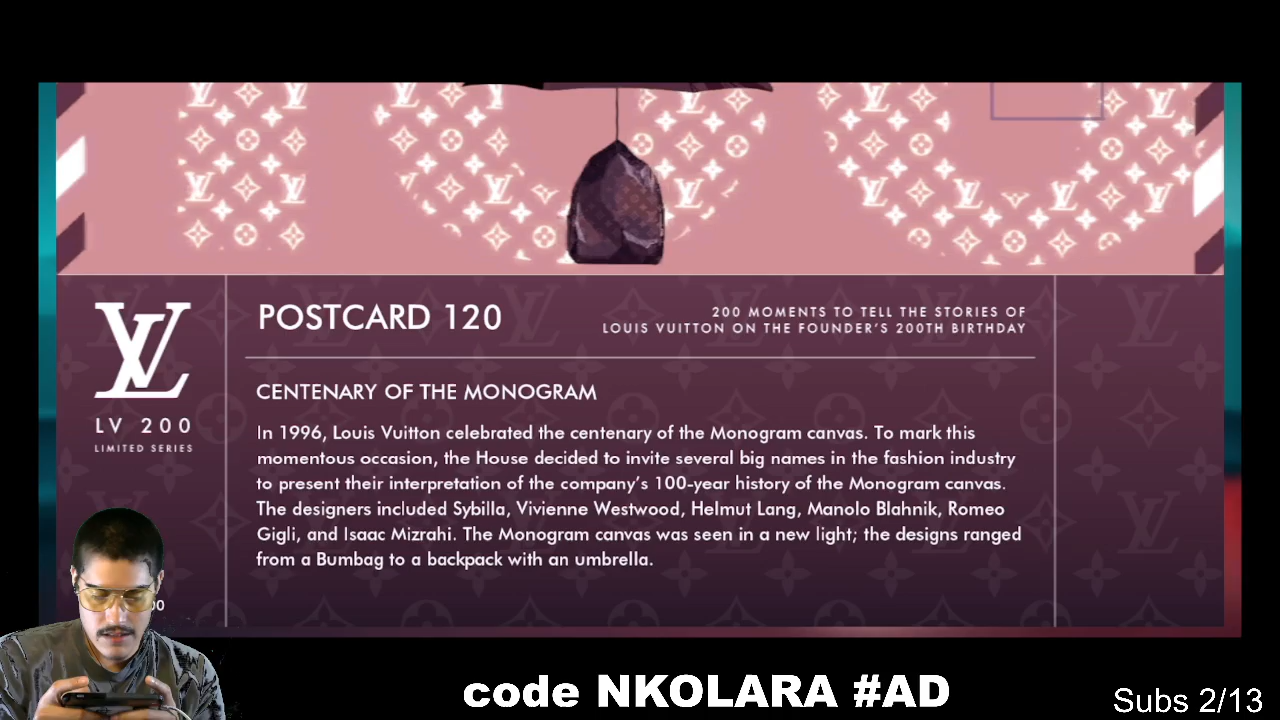 LV
POSTCARD 120
200 MOMENTS TO TELL THE STORIES OF
LOUIS VUITTON ON THE FOUNDER'S 200TH BIRTHDAY
LV 200
LIMITED SERIES
CENTENARY OF THE MONOGRAM
In 1996, Louis Vuitton celebrated the centenary of the Monogram canvas. To mark this
momentous occasion, the House decided to invite several big names in the fashion industry
to present their interpretation of the company's 100-year history of the Monogram canvas.
The designers included Sybilla, Vivienne Westwood, Helmut Lang, Manolo Blahnik, Romeo
Gigli, and Isaac Mizrahi. The Monogram canvas was seen in a new light; the designs ranged
from a Bumbag to a backpack with an umbrella.
code NKOLARA #AD
Subs 2/13